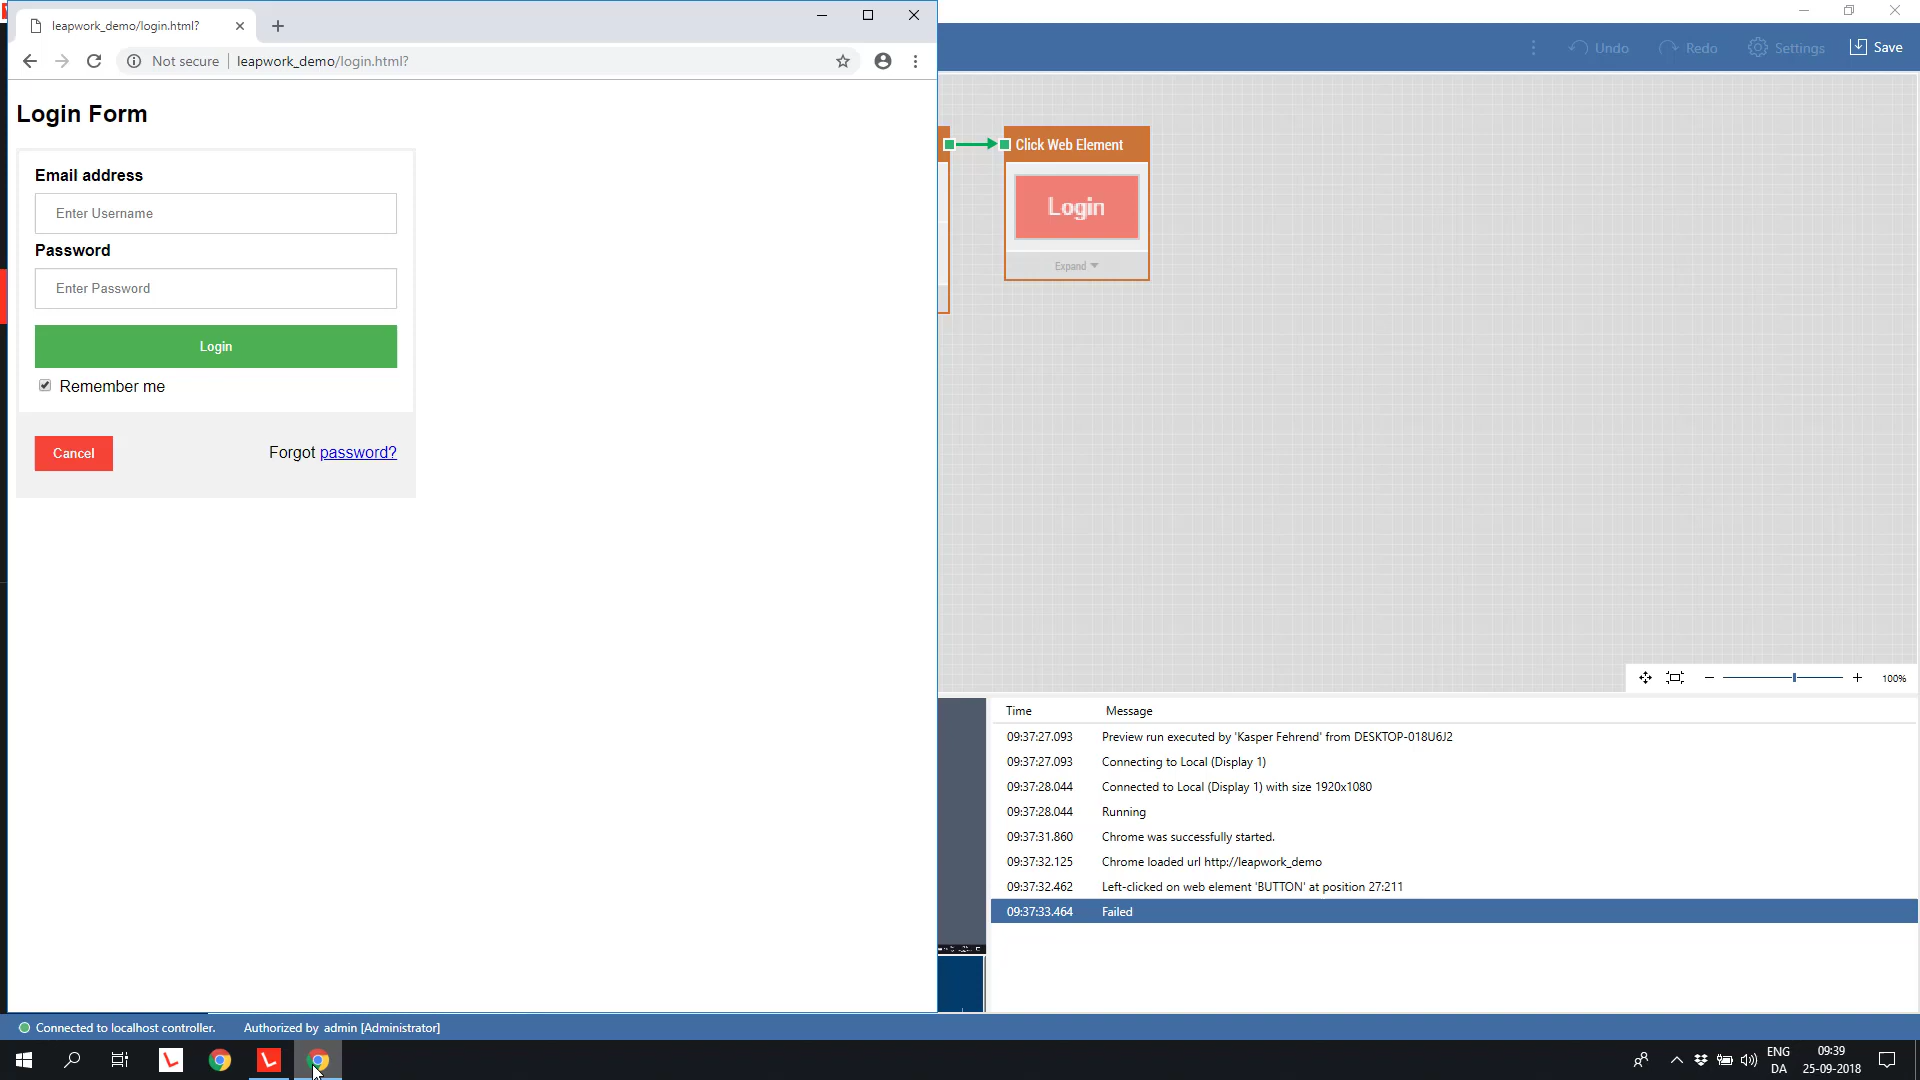 leapwork_demo/login.html?
Not secure
leapwork_demo/login.html?
Login Form
Email address
Enter Username
Password
Enter Password
Login
Remember me
Cancel
Forgot password?
Undo
Redo
Settings
Save
Click Web Element
Login
Expand
100%
Time Message
09:37:27.093 Preview run executed by 'Kasper Fehrend' from DESKTOP-018U6J2
09:37:27.093 Connecting to Local (Display 1)
09:37:28.044 Connected to Local (Display 1) with size 1920x1080
09:37:28.044 Running
09:37:31.860 Chrome was successfully started.
09:37:32.125 Chrome loaded url http://leapwork_demo
09:37:32.462 Left-clicked on web element 'BUTTON' at position 27:211
09:37:33.464 Failed
Connected to localhost controller.
Authorized by admin [Administrator]
ENG
DA
09:39
25-09-2018